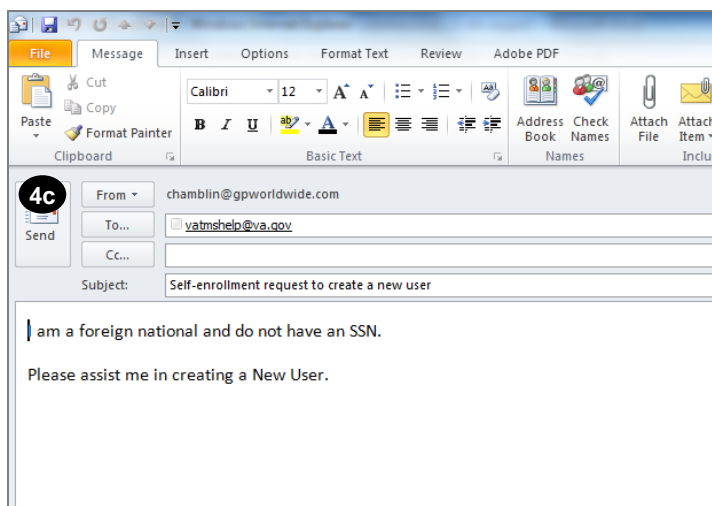 File Message Insert Options Format Text Review Adobe PDF
Cut
Copy
Format Painter
Paste
Calibri 12
B I U
Address Book
Check Names
Attach File
Attach Item
Clipboard Basic Text Names Inclu
4c
Send
From chamblin@gpworldwide.com
To... vatmshelp@va.gov
Cc...
Subject: Self-enrollment request to create a new user
I am a foreign national and do not have an SSN.
Please assist me in creating a New User.